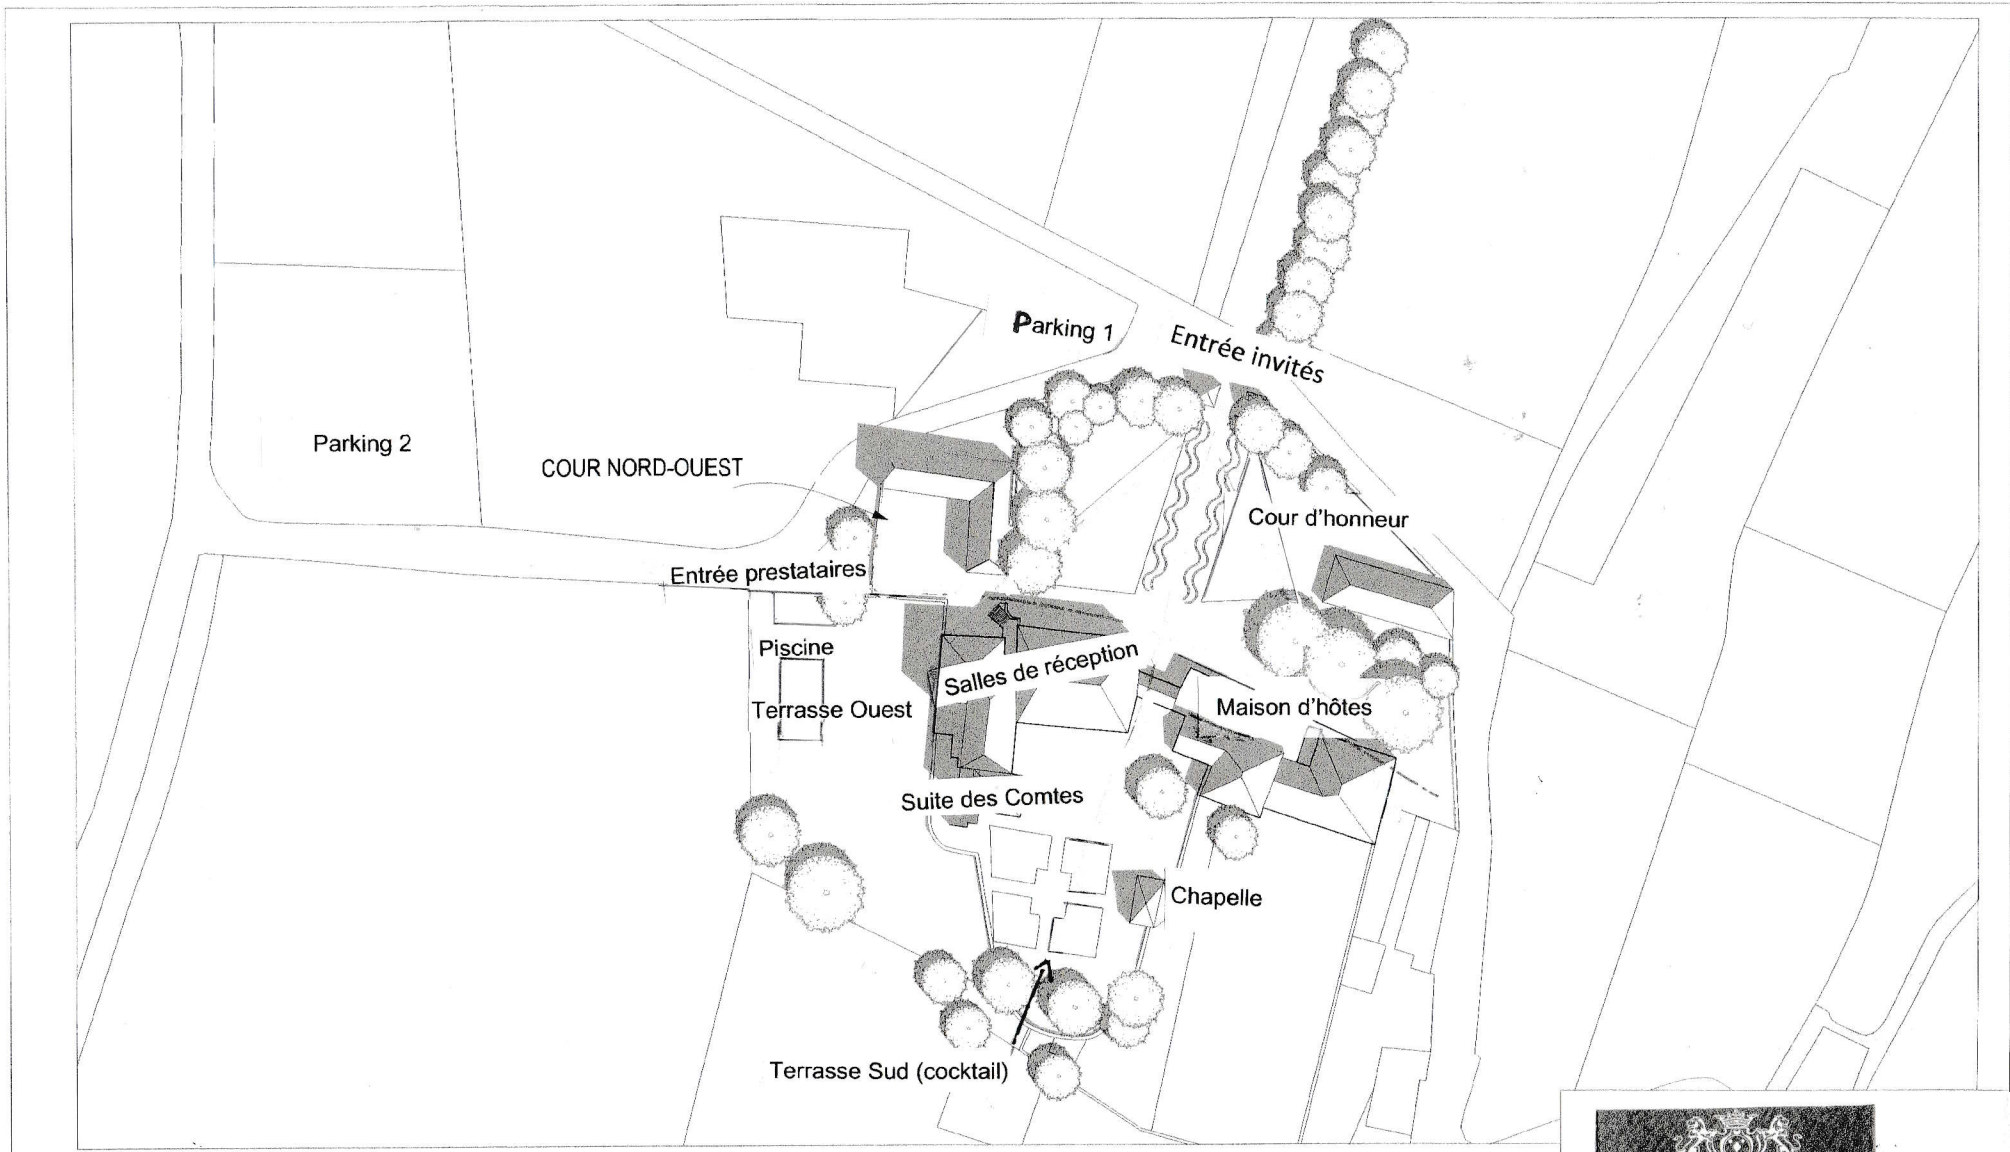 Parking 1
Entrée invités
Parking 2
COUR NORD-OUEST
Cour d'honneur
Entrée prestataires
Piscine
Salles de réception
Terrasse Ouest
Maison d'hôtes
Suite des Comtes
Chapelle
Terrasse Sud (cocktail)